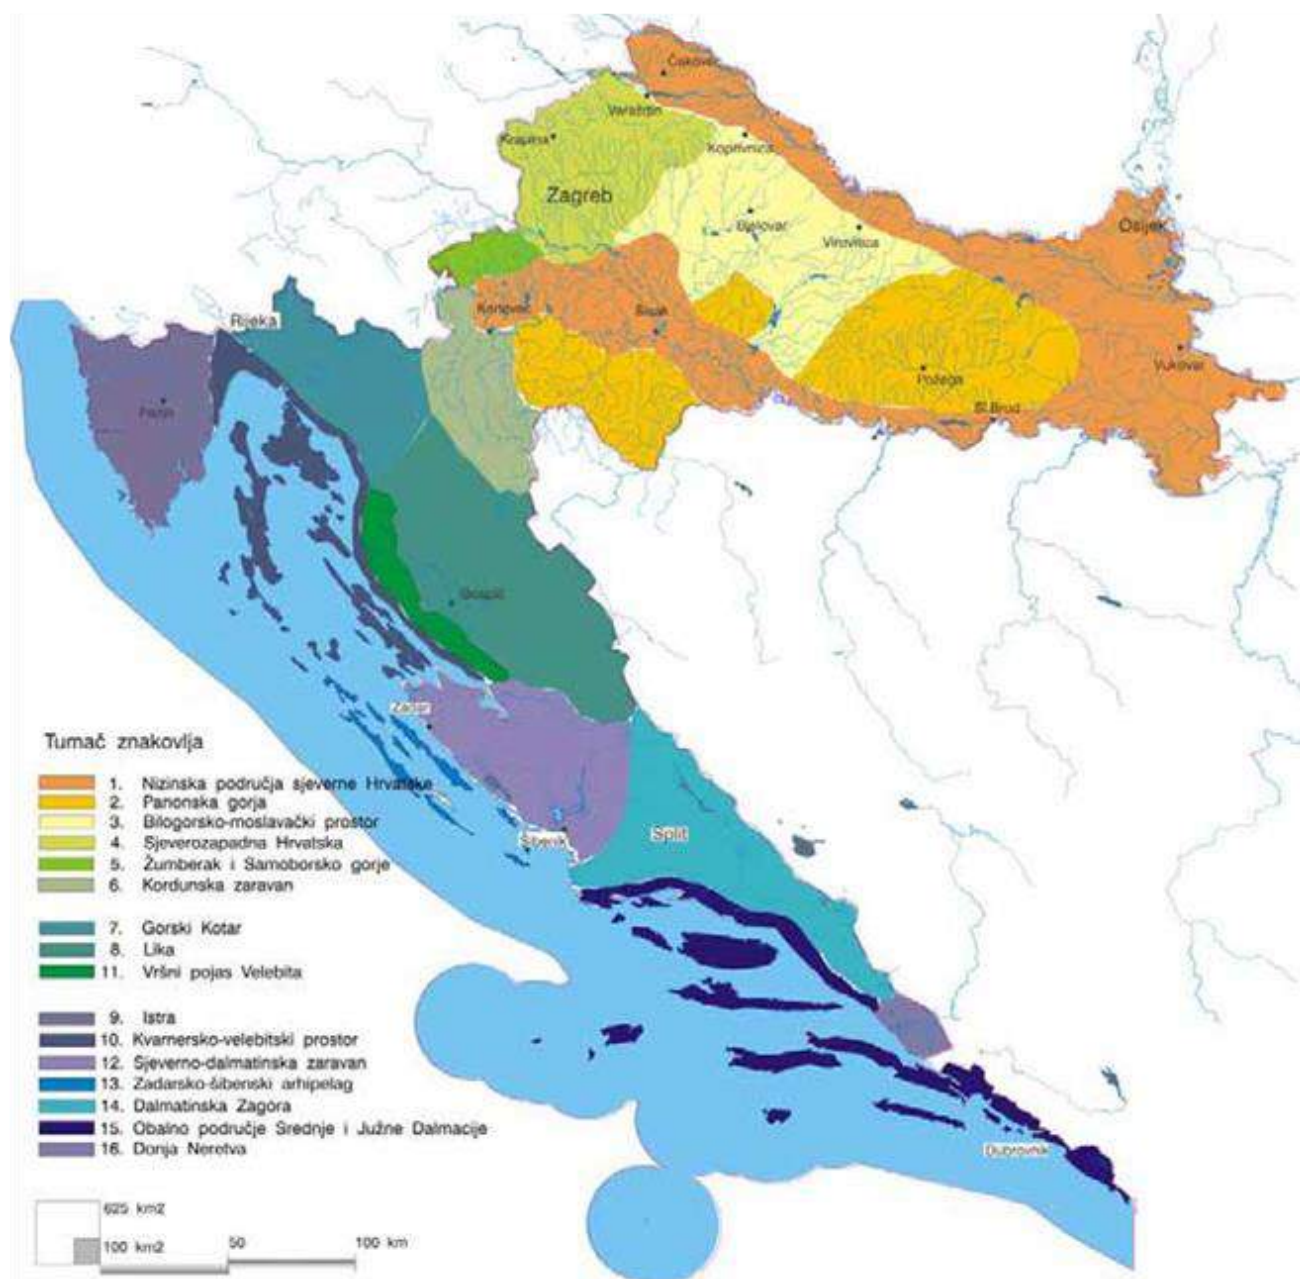 Čakovec
Varaždin
Krapina
Koprivnica
Zagreb
Bjelovar
Virovitica
Osijek
Karlovac
Sisak
Rijeka
Vukovar
Požega
Sl.Brod
Pazin
Gospić
Zadar
Tumač znakovlja
1. Nizinska područja sjeverne Hrvatske
2. Panonska gorja
3. Bilogorsko-moslavački prostor
4. Sjeverozapadna Hrvatska
5. Žumberak i Samoborsko gorje
6. Kordunska zaravan
Split
Šibenik
7. Gorski Kotar
8. Lika
11. Vršni pojas Velebita
9. Istra
10. Kvarnersko-velebitski prostor
12. Sjeverno-dalmatinska zaravan
13. Zadarsko-šibenski arhipelag
14. Dalmatinska Zagora
15. Obalno područje Srednje i Južne Dalmacije
16. Donja Neretva
Dubrovnik
625 km2
100 km2
50
100 km